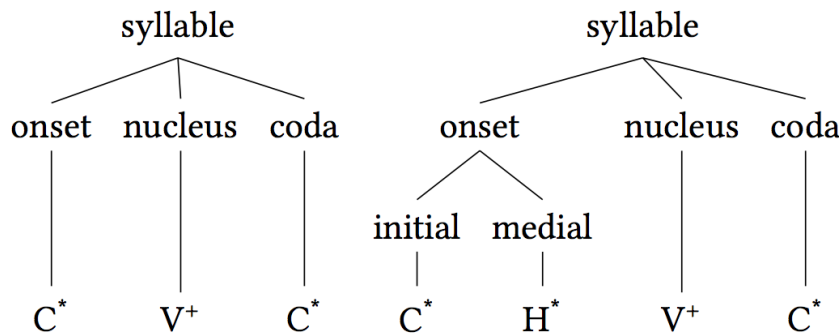 syllable syllable
onset nucleus coda onset nucleus coda
initial medial
C* V+ C* C* H* V+ C*